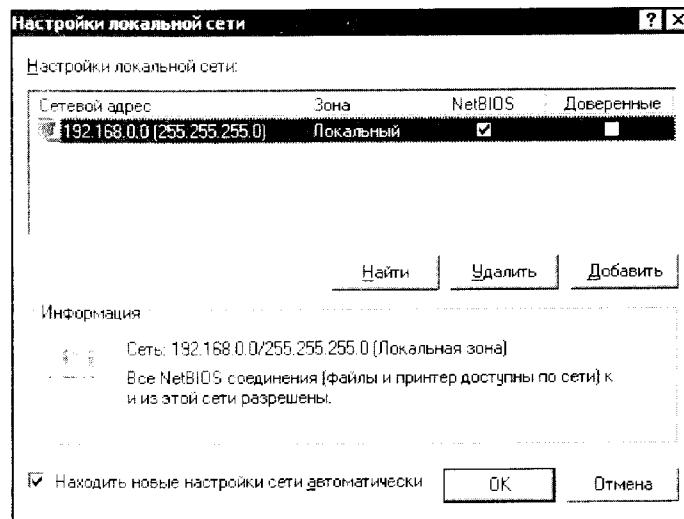 Настройки локальной сети
Настройки локальной сети:
Сетевой адрес Зона NetBIOS Доверенные
192.168.0.0 (255.255.255.0) Локальный
Найти Удалить Добавить
Информация
Сеть: 192.168.0.0/255.255.255.0 (Локальная зона)
Все NetBIOS соединения (файлы и принтер доступны по сети) к
и из этой сети разрешены.
Находить новые настройки сети автоматически OK Отмена